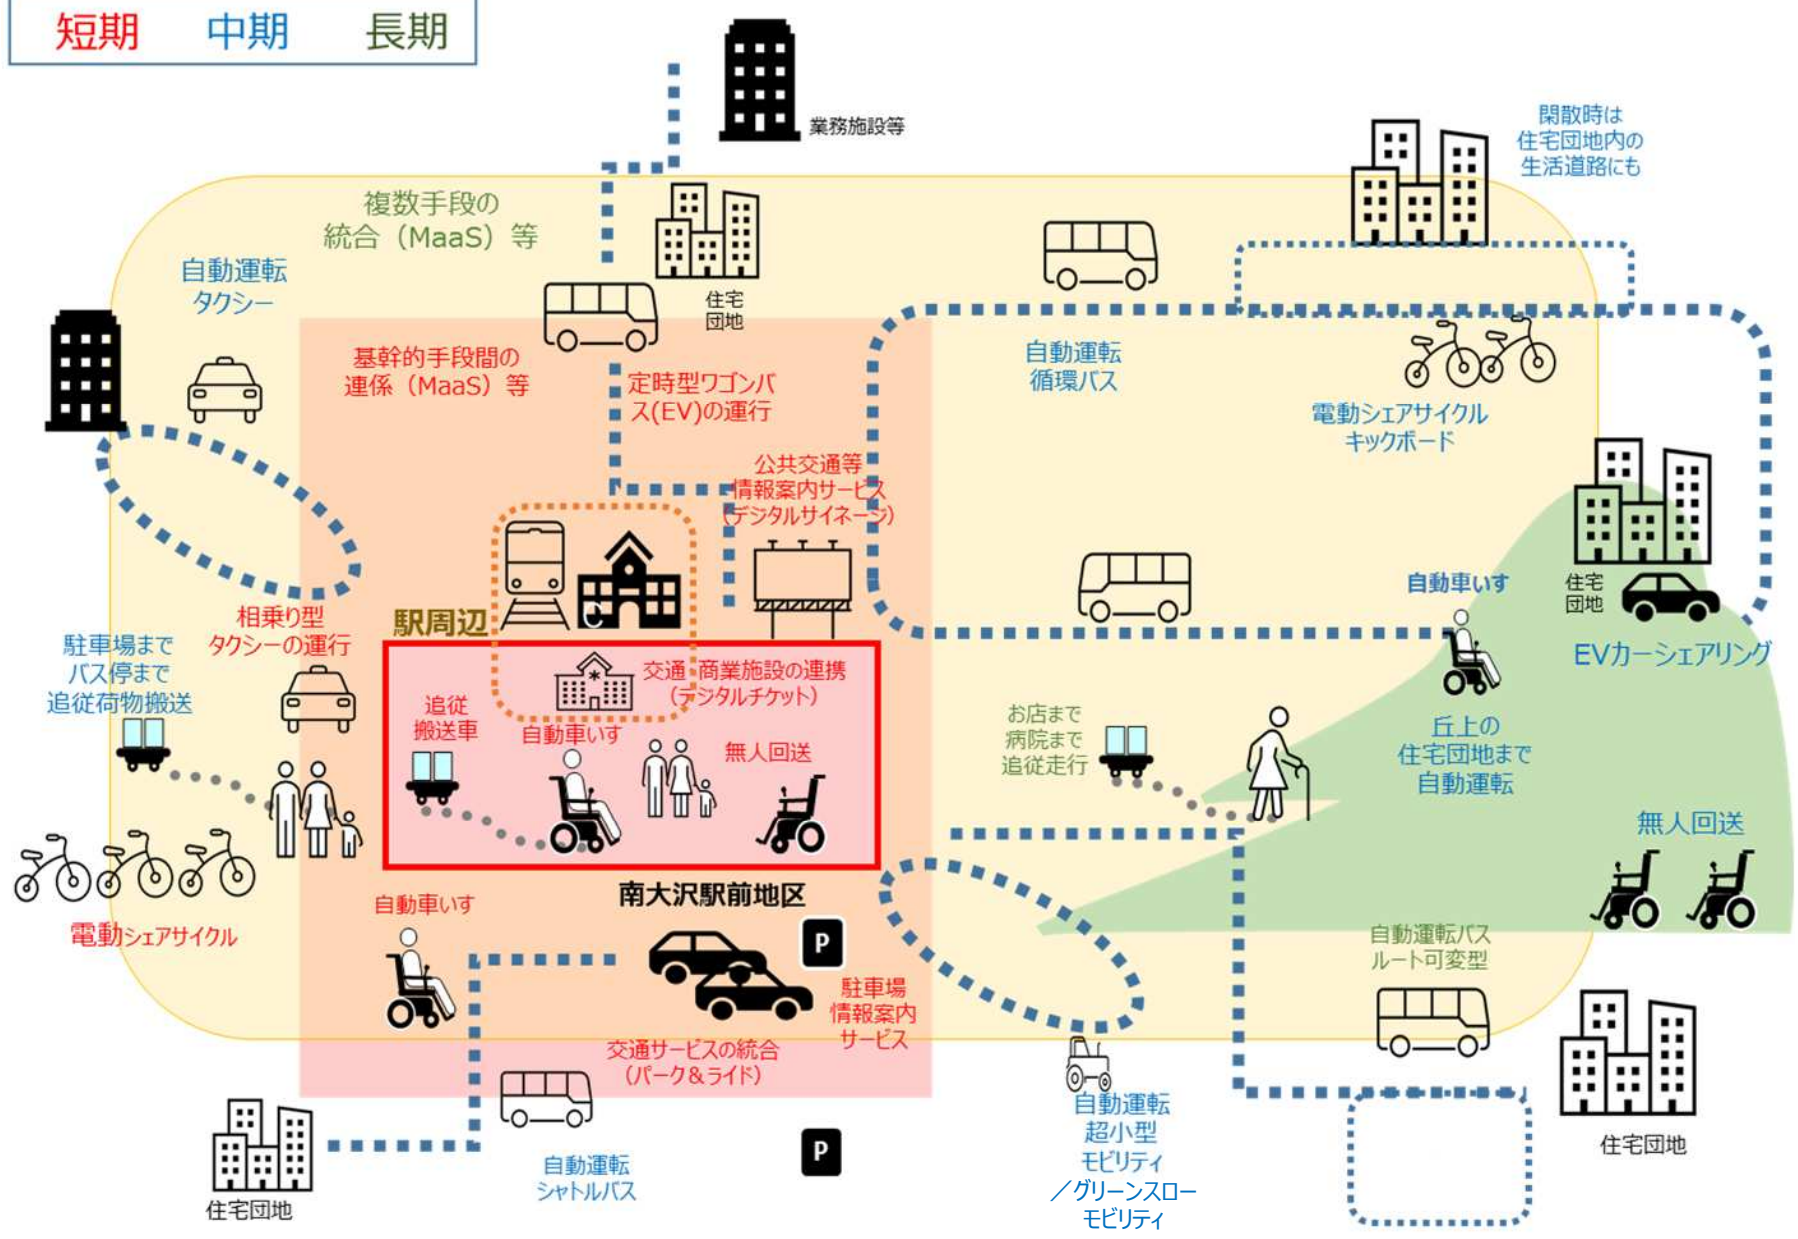 短期 中期 長期
業務施設等
閑散時は
住宅団地内の
生活道路にも
複数手段の
統合（MaaS）等
自動運転
タクシー
住宅
団地
基幹的手段間の
連係（MaaS）等
定時型ワゴンバ
ス(EV)の運行
自動運転
循環バス
電動シェアサイクル
キックボード
公共交通等
情報案内サービス
（デジタルサイネージ）
駅周辺
相乗り型
タクシーの運行
駐車場まで
バス停まで
追従荷物搬送
自動車いす
住宅
団地
EVカーシェアリング
交通・商業施設の連携
（デジタルチケット）
追従
搬送車
自動車いす
無人回送
お店まで
病院まで
追従走行
丘上の
住宅団地まで
自動運転
無人回送
南大沢駅前地区
電動シェアサイクル
自動車いす
P
駐車場
情報案内
サービス
自動運転バス
ルート可変型
交通サービスの統合
（パーク＆ライド）
自動運転
超小型
モビリティ
／グリーンスロー
モビリティ
P
住宅団地
自動運転
シャトルバス
住宅団地